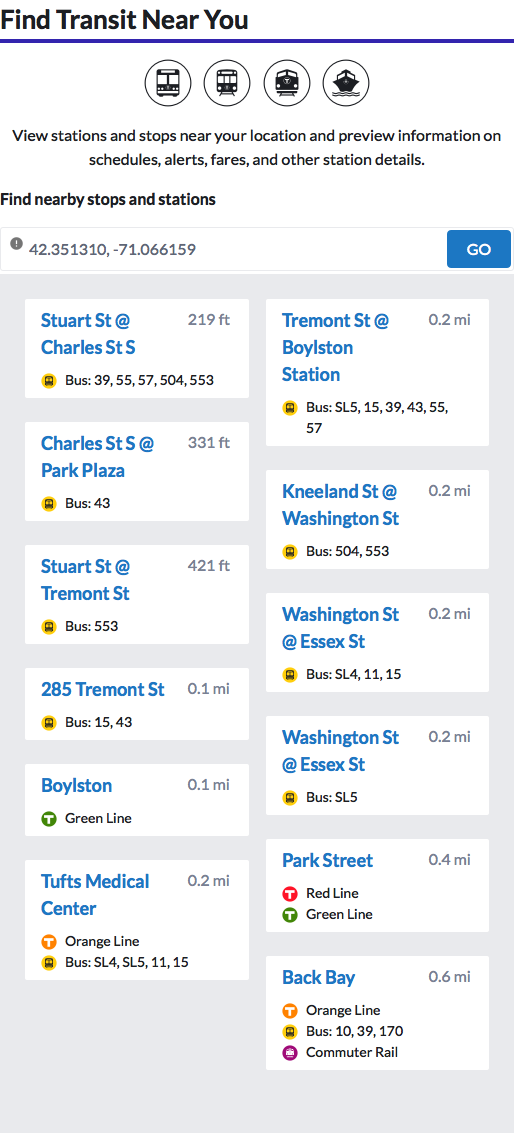 Find Transit Near You
View stations and stops near your location and preview information on
schedules, alerts, fares, and other station details.
Find nearby stops and stations
42.351310, -71.066159
GO
Stuart St @ 219 ft
Charles St S
Bus: 39, 55, 57, 504, 553
Charles St S @ 331 ft
Park Plaza
Bus: 43
Stuart St @ 421 ft
Tremont St
Bus: 553
285 Tremont St 0.1 mi
Bus: 15, 43
Boylston 0.1 mi
T Green Line
Tufts Medical 0.2 mi
Center
T Orange Line
Bus: SL4, SL5, 11, 15
Tremont St @ 0.2 mi
Boylston
Station
Bus: SL5, 15, 39, 43, 55,
57
Kneeland St @ 0.2 mi
Washington St
Bus: 504, 553
Washington St 0.2 mi
@ Essex St
Bus: SL4, 11, 15
Washington St 0.2 mi
@ Essex St
Bus: SL5
Park Street 0.4 mi
T Red Line
T Green Line
Back Bay 0.6 mi
T Orange Line
Bus: 10, 39, 170
Commuter Rail